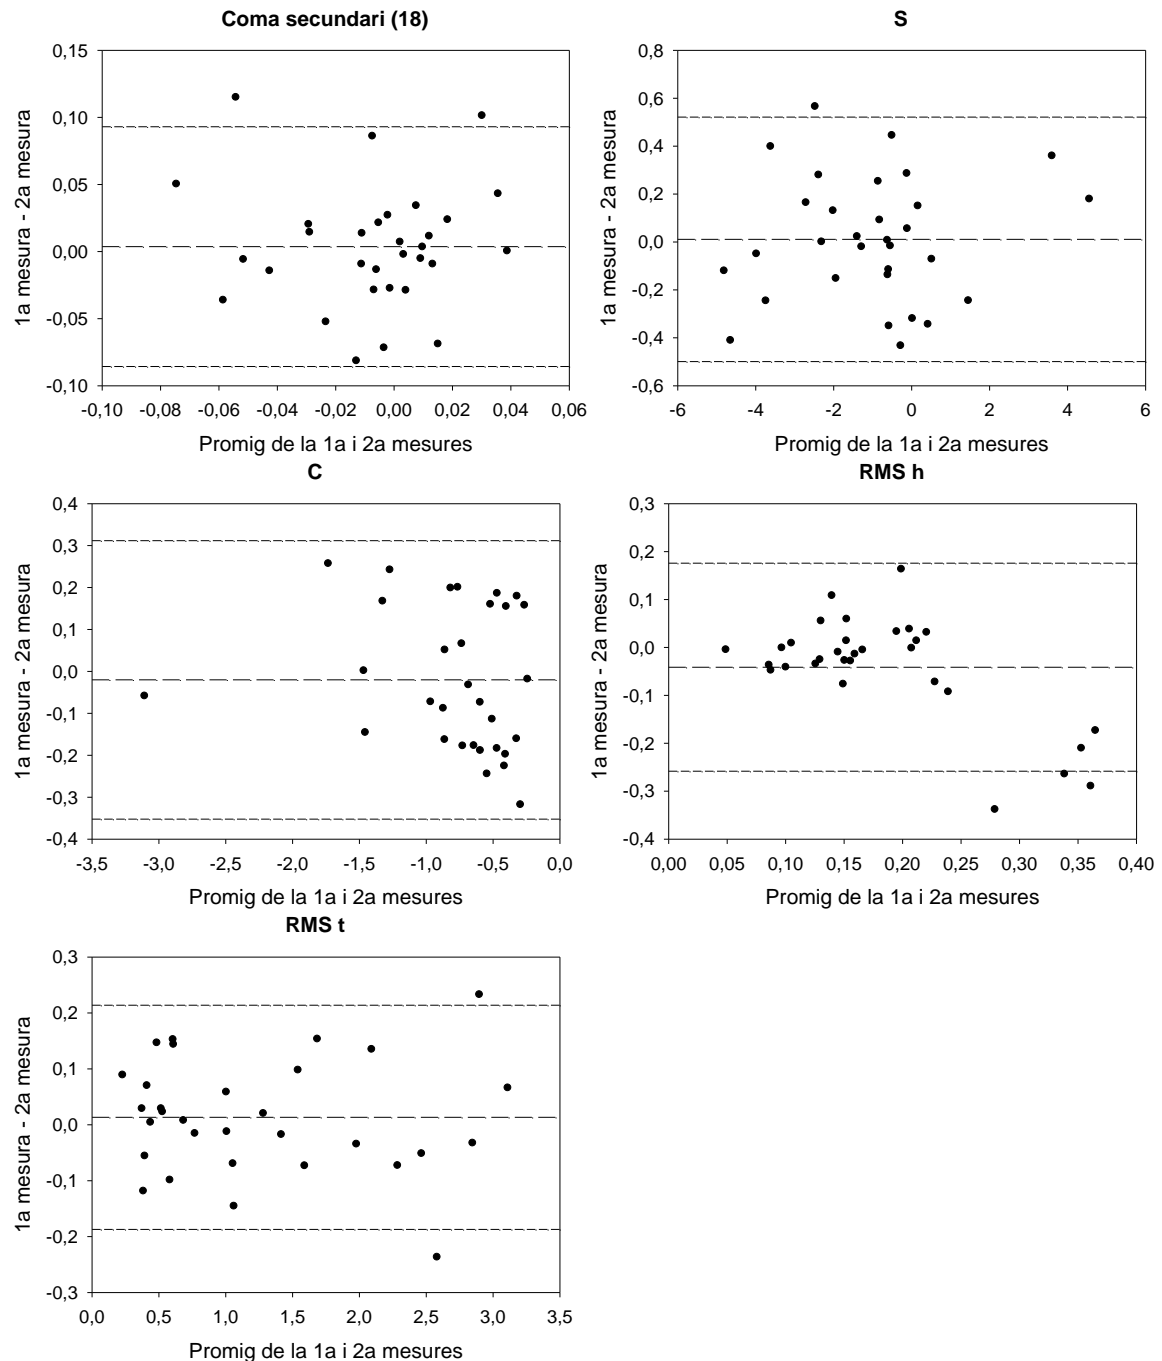 Coma secundari (18)
1a mesura - 2a mesura
0,15
0,10
0,05
0,00
-0,05
-0,10
-0,10 -0,08 -0,06 -0,04 -0,02 0,00 0,02 0,04 0,06
Promig de la 1a i 2a mesures
S
1a mesura - 2a mesura
0,8
0,6
0,4
0,2
0,0
-0,2
-0,4
-0,6
-6 -4 -2 0 2 4 6
Promig de la 1a i 2a mesures
C
1a mesura - 2a mesura
0,4
0,3
0,2
0,1
0,0
-0,1
-0,2
-0,3
-0,4
-3,5 -3,0 -2,5 -2,0 -1,5 -1,0 -0,5 0,0
Promig de la 1a i 2a mesures
RMS h
1a mesura - 2a mesura
0,3
0,2
0,1
0,0
-0,1
-0,2
-0,3
-0,4
0,00 0,05 0,10 0,15 0,20 0,25 0,30 0,35 0,40
Promig de la 1a i 2a mesures
RMS t
1a mesura - 2a mesura
0,3
0,2
0,1
0,0
-0,1
-0,2
-0,3
0,0 0,5 1,0 1,5 2,0 2,5 3,0 3,5
Promig de la 1a i 2a mesures